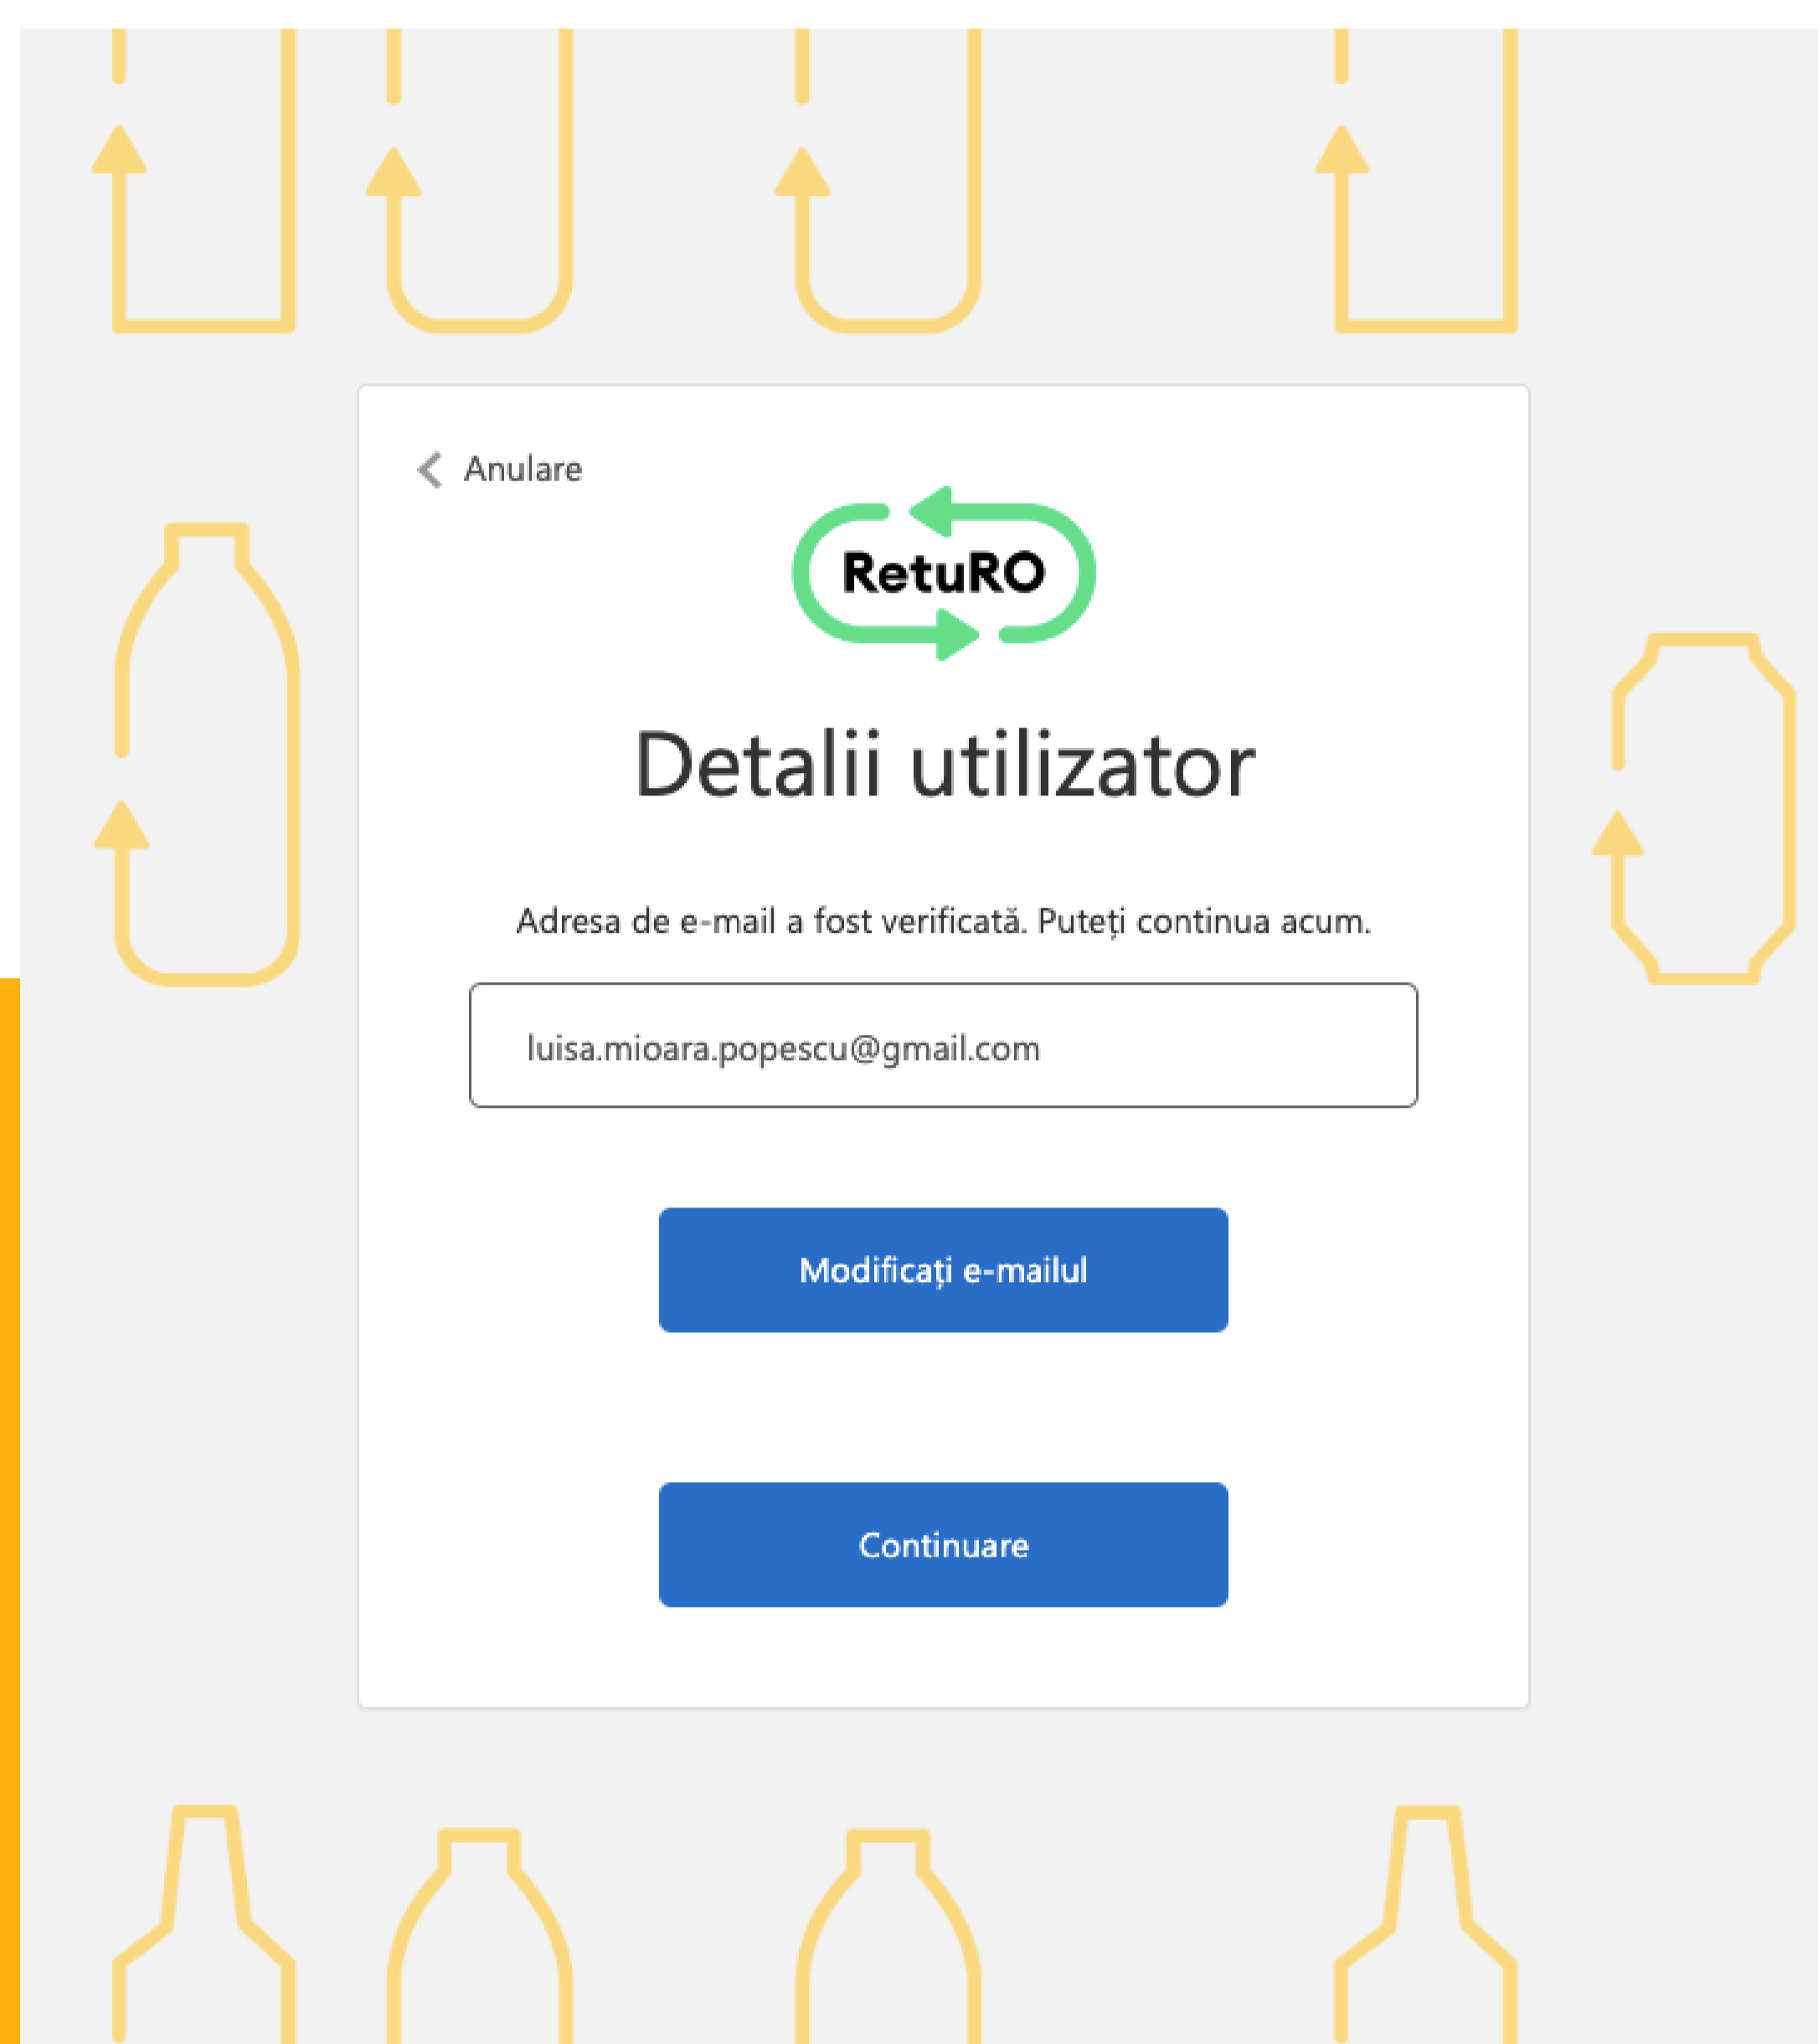 Anulare
RetuRO
Detalii utilizator
Adresa de e-mail a fost verificată. Puteți continua acum.
luisa.mioara.popescu@gmail.com
Modificați e-mailul
Continuare